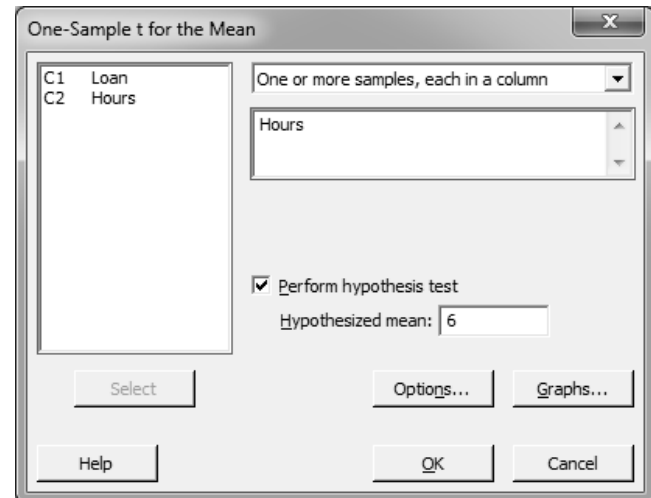 One-Sample t for the Mean
C1 Loan
C2 Hours
One or more samples, each in a column
Hours
Perform hypothesis test
Hypothesized mean: 6
Select
Options...
Graphs...
Help
OK
Cancel